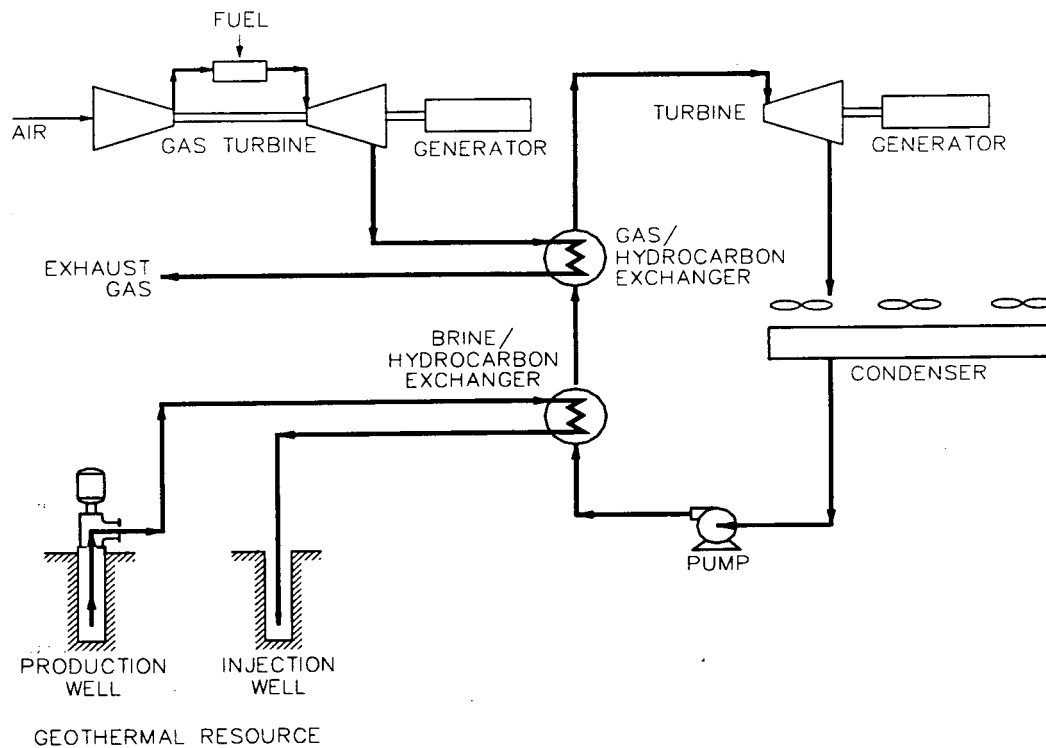 FUEL
AIR
GAS TURBINE
GENERATOR
TURBINE
GENERATOR
GAS/
HYDROCARBON
EXCHANGER
EXHAUST
GAS
BRINE/
HYDROCARBON
EXCHANGER
CONDENSER
PUMP
PRODUCTION
WELL
INJECTION
WELL
GEOTHERMAL RESOURCE